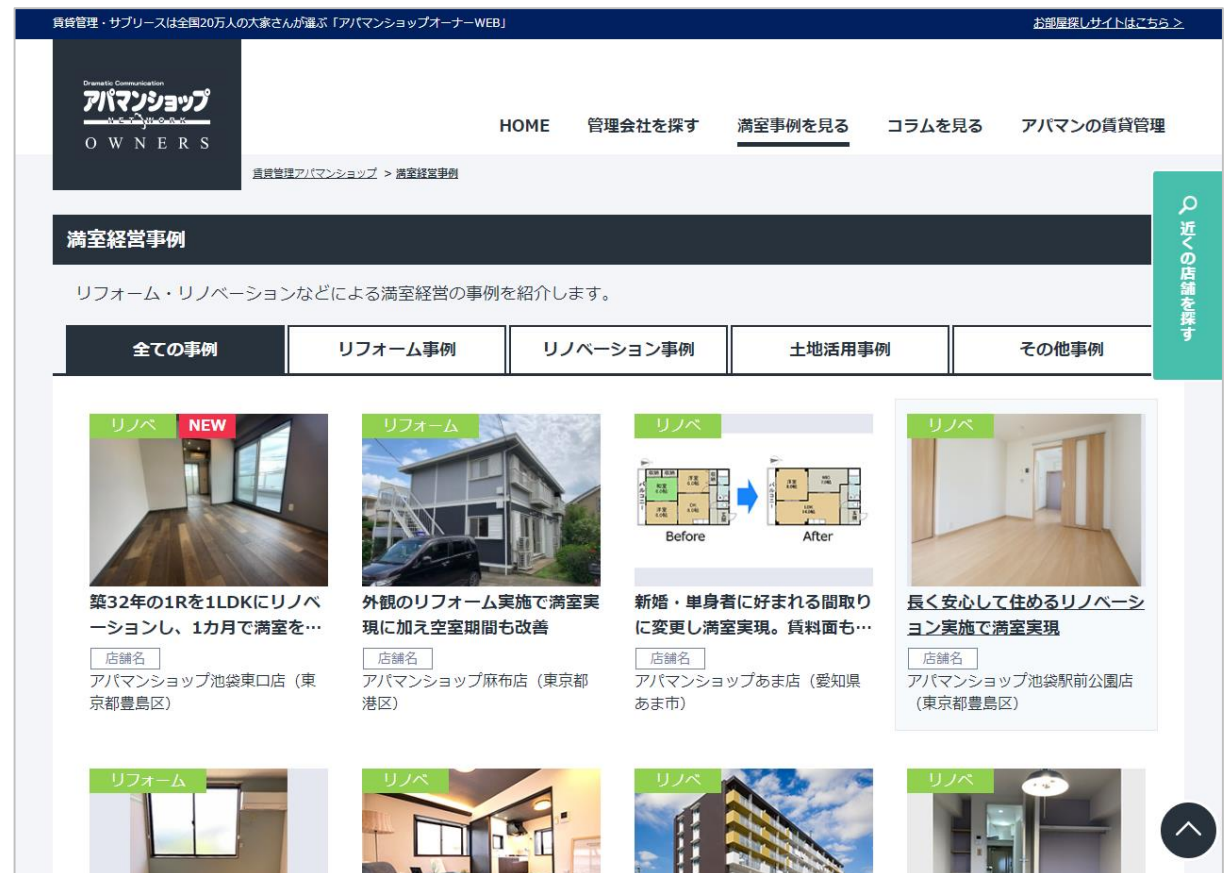 賃貸管理・サブリースは全国20万人の大家さんが選ぶ「アパマンショップオーナーWEB」
お部屋探しサイトはこちら >
Dramatic Communication
アパマンショップ
NETWORK
OWNERS
HOME 管理会社を探す 満室事例を見る コラムを見る アパマンの賃貸管理
賃貸管理アパマンショップ > 満室経営事例
近くの店舗を探す
満室経営事例
リフォーム・リノベーションなどによる満室経営の事例を紹介します。
全ての事例 リフォーム事例 リノベーション事例 土地活用事例 その他事例
リノベ NEW
築32年の1Rを1LDKにリノベ
ーションし、1カ月で満室を…
店舗名
アパマンショップ池袋東口店（東
京都豊島区）
リフォーム
外観のリフォーム実施で満室実
現に加え空室期間も改善
店舗名
アパマンショップ麻布店（東京都
港区）
リノベ
Before After
新婚・単身者に好まれる間取り
に変更し満室実現。賃料面も…
店舗名
アパマンショップあま店（愛知県
あま市）
リノベ
長く安心して住めるリノベーシ
ョン実施で満室実現
店舗名
アパマンショップ池袋駅前公園店
（東京都豊島区）
リフォーム
リノベ
リノベ
リノベ